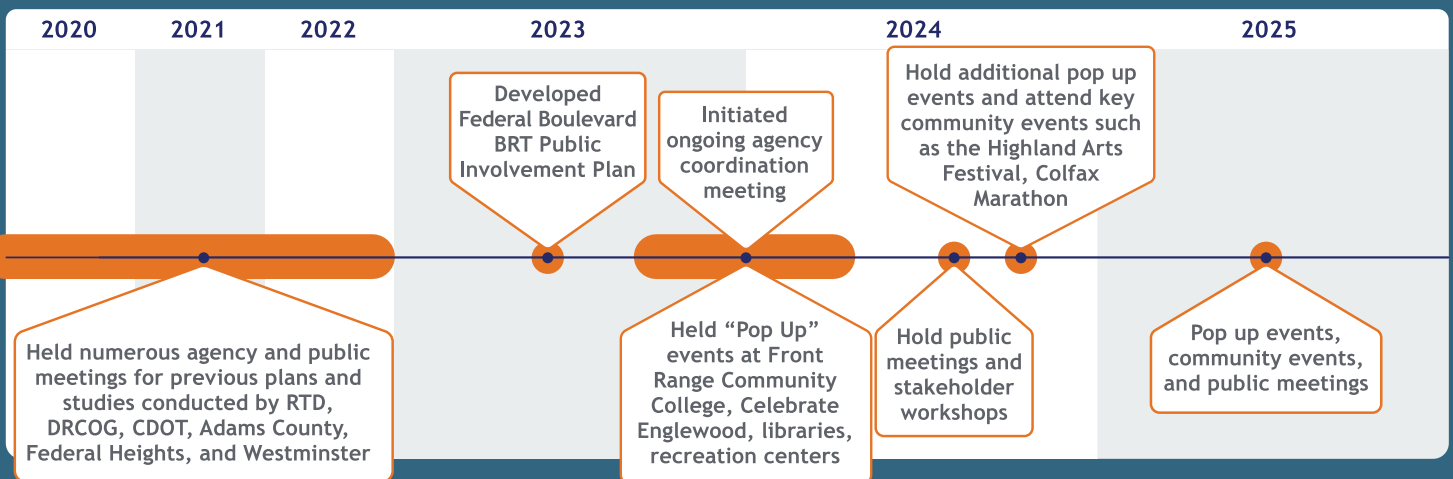 2020 2021 2022 2023 2024 2025
Developed
Federal Boulevard
BRT Public
Involvement Plan
Initiated
ongoing agency
coordination
meeting
Hold additional pop up
events and attend key
community events such
as the Highland Arts
Festival, Colfax
Marathon
Held numerous agency and public
meetings for previous plans and
studies conducted by RTD,
DRCOG, CDOT, Adams County,
Federal Heights, and Westminster
Held “Pop Up”
events at Front
Range Community
College, Celebrate
Englewood, libraries,
recreation centers
Hold public
meetings and
stakeholder
workshops
Pop up events,
community events,
and public meetings